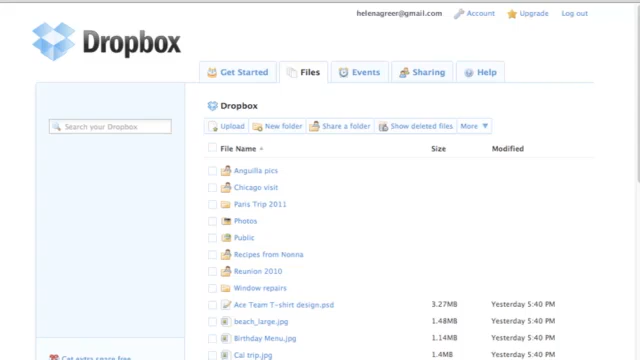 helenagreer@gmail.com Account Upgrade Log out
Dropbox
Get Started Files Events Sharing Help
Dropbox
Search your Dropbox
Upload New folder Share a folder Show deleted files More
File Name Size Modified
Anguilla pics
Chicago visit
Paris Trip 2011
Photos
Public
Recipes from Nonna
Reunion 2010
Window repairs
Ace Team T-shirt design.psd 3.27MB Yesterday 5:40 PM
beach_large.jpg 1.48MB Yesterday 5:40 PM
Birthday Menu.jpg 1.14MB Yesterday 5:40 PM
Cal trip.jpg 1.4MB Yesterday 5:40 PM
Get extra space free